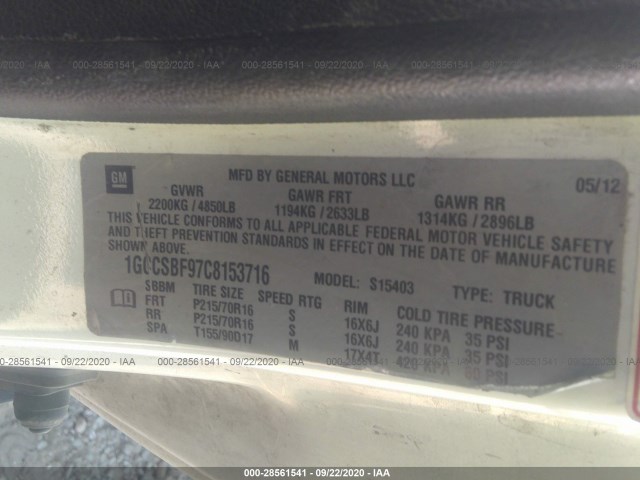 000-28561541 - 09/22/2020 - IAA 000-28561541 - 09/22/2020 - IAA 000-28561541 - 09/22/2020 - IAA
GM MFD BY GENERAL MOTORS LLC 05/12
GVWR GAWR FRT GAWR RR
2200KG / 4850LB 1194KG / 2633LB 1314KG / 2896LB
THIS VEHICLE CONFORMS TO ALL APPLICABLE FEDERAL MOTOR VEHICLE SAFETY
AND THEFT PREVENTION STANDARDS IN EFFECT ON THE DATE OF MANUFACTURE
SHOWN ABOVE.
1GCCSBF97C8153716 MODEL: S15403 TYPE: TRUCK
SBBM TIRE SIZE SPEED RTG RIM COLD TIRE PRESSURE
FRT P215/70R16 S 16X6J 240 KPA 35 PSI
RR P215/70R16 S 16X6J 240 KPA 35 PSI
SPA T155/90D17 M 17X4T 420 KPA 60 PSI
000-28561541 - 09/22/2020 - IAA 000-28561541 - 09/22/2020 - IAA 000-28561541 - 09/22/2020 - IAA
000-28561541 - 09/22/2020 - IAA